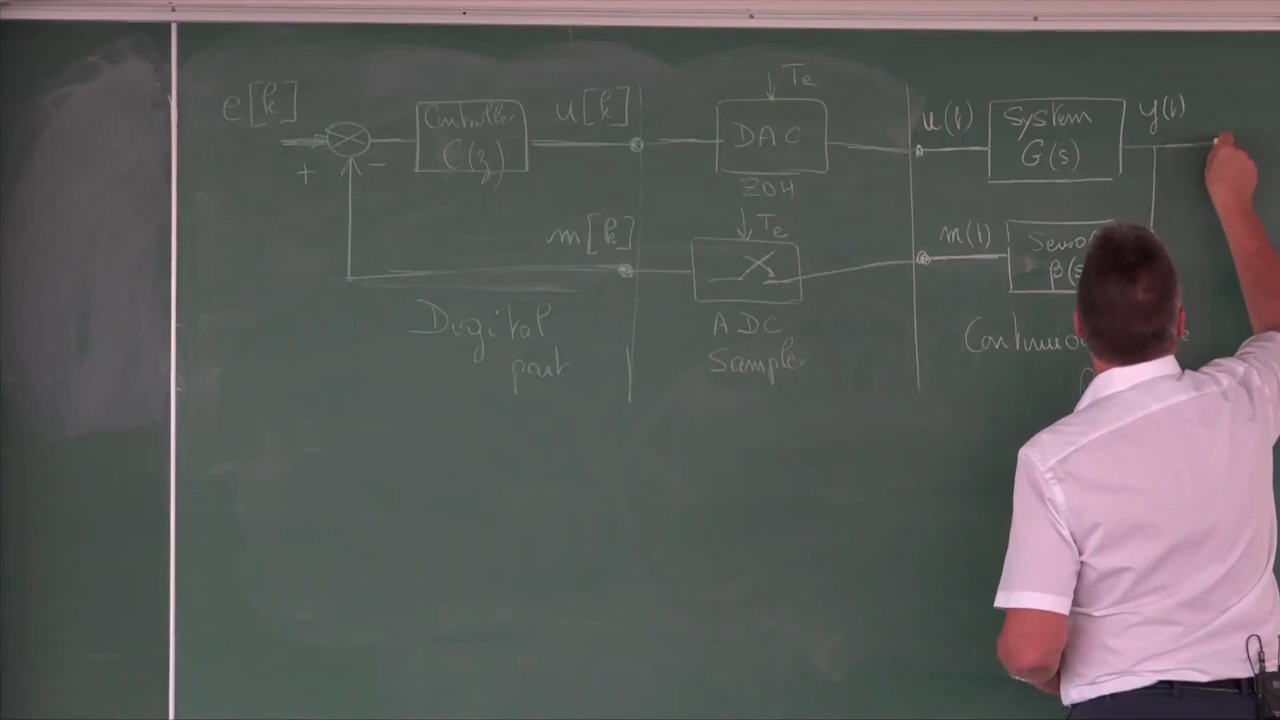 e[k]
+
-
Controller
C(z)
u[k]
Te
DAC
ZOH
u(t)
System
G(s)
y(t)
m[k]
Te
ADC
Sampler
m(t)
Digital
part